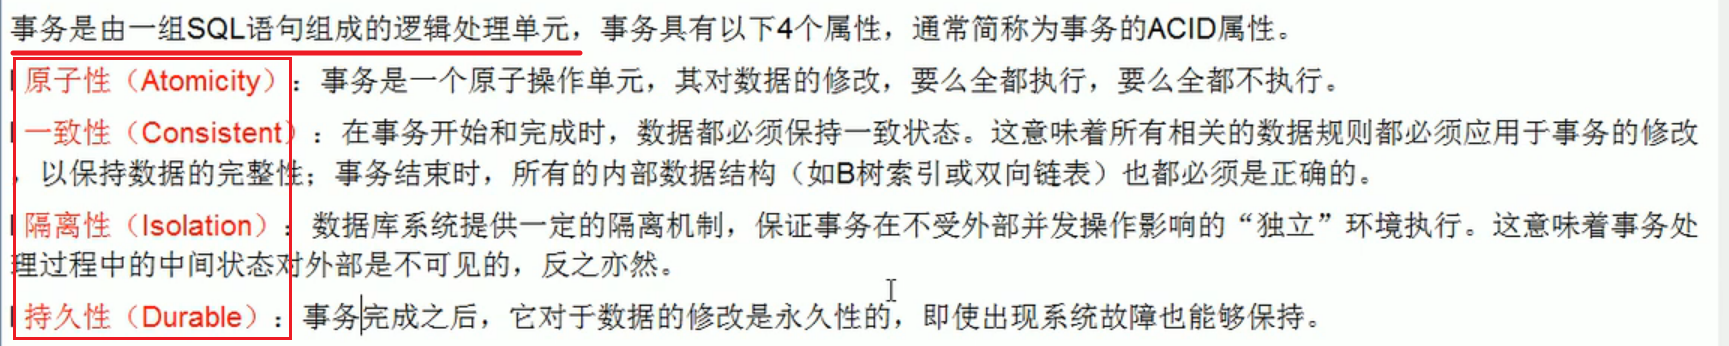 事务是由一组SQL语句组成的逻辑处理单元，事务具有以下4个属性，通常简称为事务的ACID属性。
原子性（Atomicity）：事务是一个原子操作单元，其对数据的修改，要么全都执行，要么全都不执行。
一致性（Consistent）：在事务开始和完成时，数据都必须保持一致状态。这意味着所有相关的数据规则都必须应用于事务的修改
，以保持数据的完整性；事务结束时，所有的内部数据结构（如B树索引或双向链表）也都必须是正确的。
隔离性（Isolation）：数据库系统提供一定的隔离机制，保证事务在不受外部并发操作影响的“独立”环境执行。这意味着事务处
理过程中的中间状态对外部是不可见的，反之亦然。
持久性（Durable）：事务完成之后，它对于数据的修改是永久性的，即使出现系统故障也能够保持。